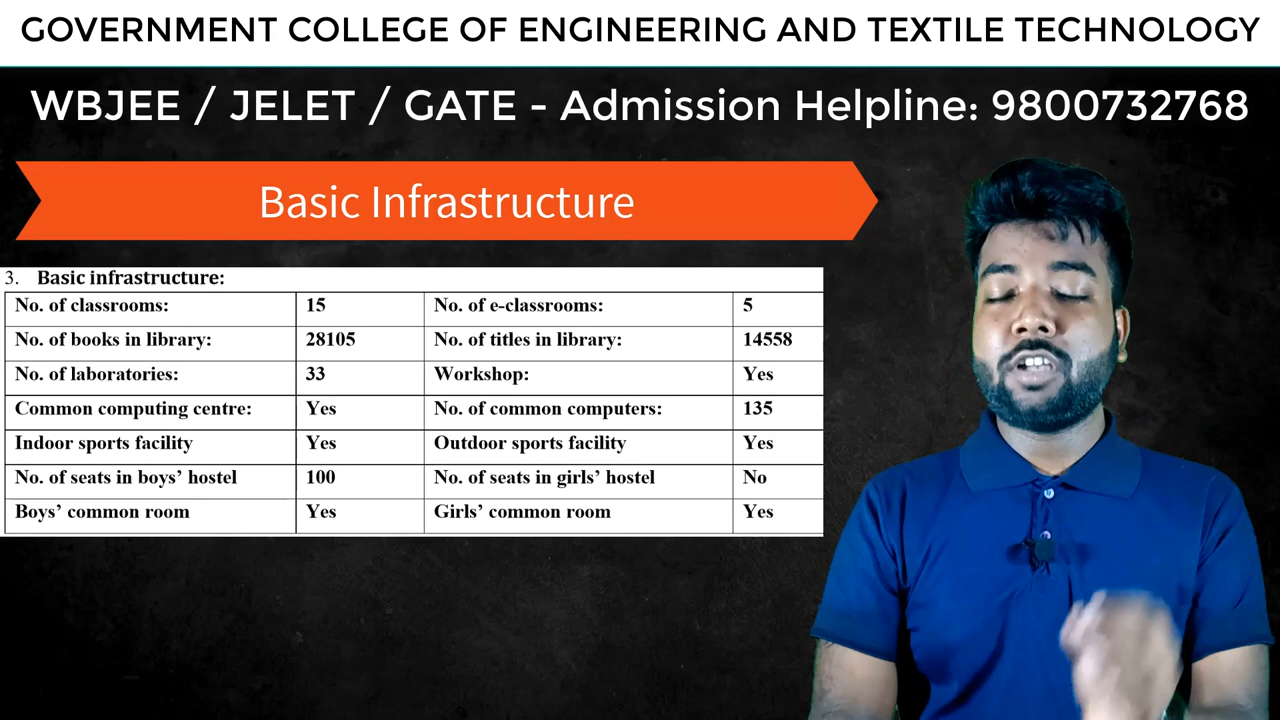 GOVERNMENT COLLEGE OF ENGINEERING AND TEXTILE TECHNOLOGY
WBJEE / JELET / GATE - Admission Helpline: 9800732768
Basic Infrastructure
3. Basic infrastructure:
No. of classrooms: 15 No. of e-classrooms: 5
No. of books in library: 28105 No. of titles in library: 14558
No. of laboratories: 33 Workshop: Yes
Common computing centre: Yes No. of common computers: 135
Indoor sports facility Yes Outdoor sports facility Yes
No. of seats in boys’ hostel 100 No. of seats in girls’ hostel No
Boys’ common room Yes Girls’ common room Yes